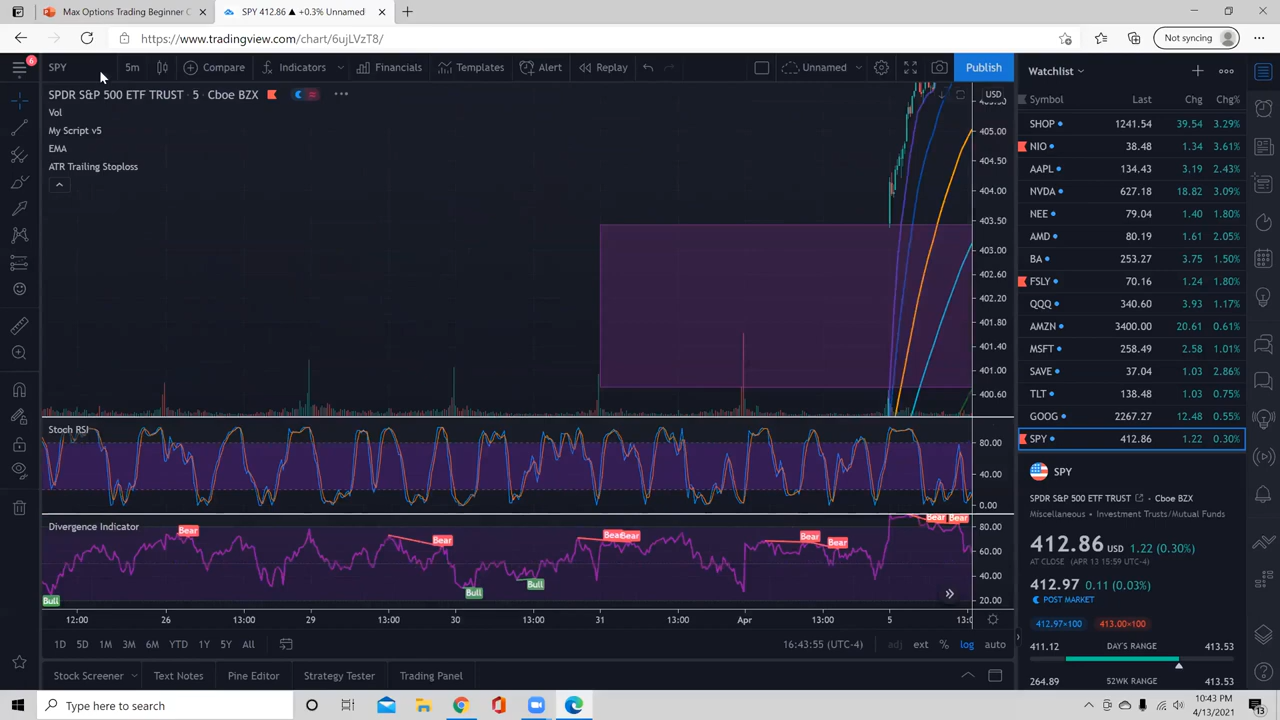 Max Options Trading Beginner C
SPY 412.86 ▲ +0.3% Unnamed
https://www.tradingview.com/chart/6ujLVzT8/
Not syncing
6
SPY
5m
Compare
Indicators
Financials
Templates
Alert
Replay
Unnamed
Publish
SPDR S&P 500 ETF TRUST · 5 · Cboe BZX
Vol
My Script v5
EMA
ATR Trailing Stoploss
USD
405.00
404.50
404.00
403.50
403.00
402.60
402.20
401.80
401.40
401.00
400.60
Stoch RSI
80.00
40.00
0.00
Divergence Indicator
Bear
Bear
Bear
Bear
Bear
Bear
Bear
Bull
Bull
Bull
80.00
60.00
40.00
20.00
12:00 26 13:00 29 13:00 30 13:00 31 13:00 Apr 13:00 5
1D 5D 1M 3M 6M YTD 1Y 5Y All
16:43:55 (UTC-4) adj ext % log auto
Stock Screener Text Notes Pine Editor Strategy Tester Trading Panel
Watchlist
Symbol Last Chg Chg%
SHOP 1241.54 39.54 3.29%
NIO 38.48 1.34 3.61%
AAPL 134.43 3.19 2.43%
NVDA 627.18 18.82 3.09%
NEE 79.04 1.40 1.80%
AMD 80.19 1.61 2.05%
BA 253.27 3.75 1.50%
FSLY 70.16 1.24 1.80%
QQQ 340.60 3.93 1.17%
AMZN 3400.00 20.61 0.61%
MSFT 258.49 2.58 1.01%
SAVE 37.04 1.03 2.86%
TLT 138.48 1.03 0.75%
GOOG 2267.27 12.48 0.55%
SPY 412.86 1.22 0.30%
SPY
SPDR S&P 500 ETF TRUST Cboe BZX
Miscellaneous • Investment Trusts/Mutual Funds
412.86 USD 1.22 (0.30%)
AT CLOSE (APR 13 15:59 UTC-4)
412.97 0.11 (0.03%)
POST MARKET
412.97×100 413.00×100
411.12 DAY'S RANGE 413.53
264.89 52WK RANGE 413.53
Type here to search
10:43 PM
4/13/2021
13